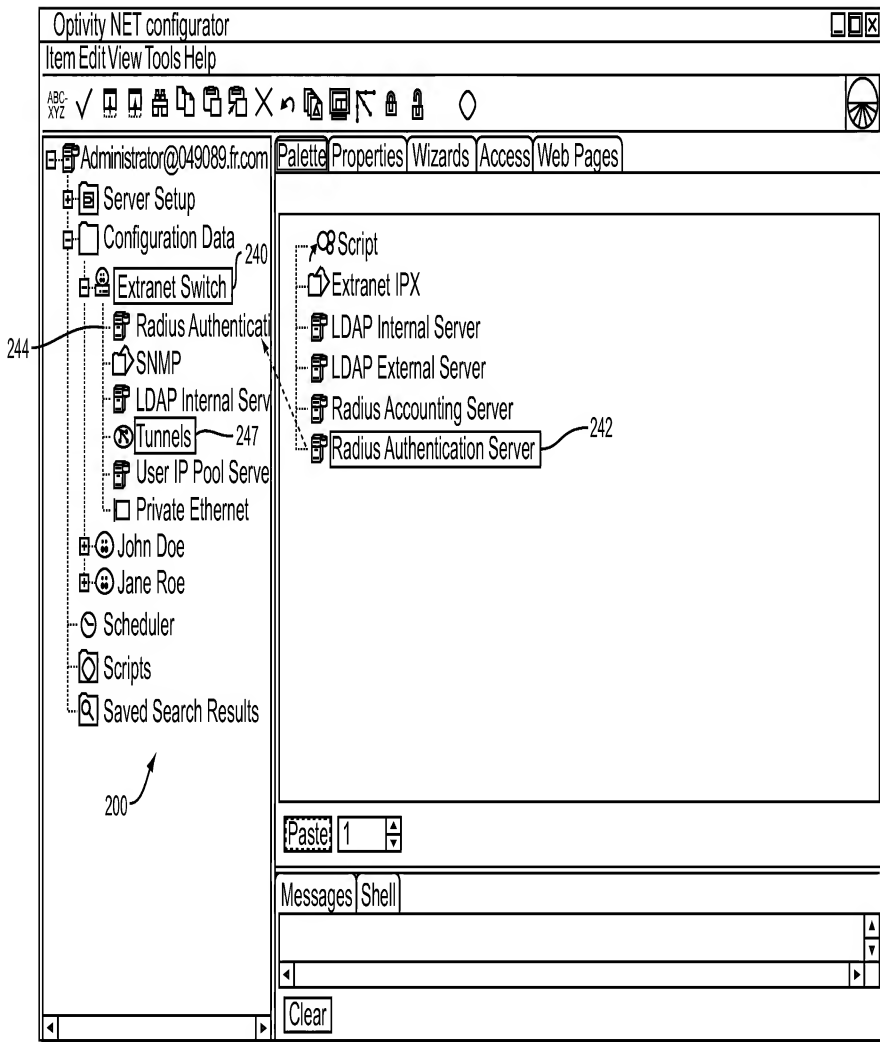 Optivity NET configurator
Item Edit View Tools Help
ABC-
XYZ
Administrator@049089.fr.com
Server Setup
Configuration Data
240
Extranet Switch
244
Radius Authenticati
SNMP
LDAP Internal Serv
Tunnels
247
User IP Pool Serve
Private Ethernet
John Doe
Jane Roe
Scheduler
Scripts
Saved Search Results
200
Palette Properties Wizards Access Web Pages
Script
Extranet IPX
LDAP Internal Server
LDAP External Server
Radius Accounting Server
Radius Authentication Server
242
Paste 1
Messages Shell
Clear